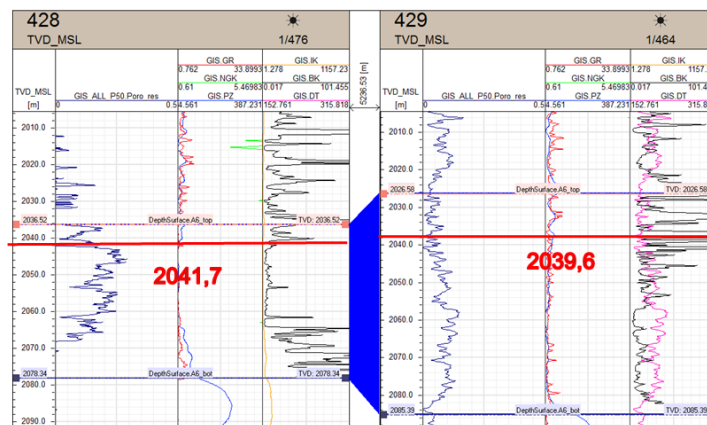 428
TVD_MSL 1/476
GIS.GR GIS.IK
0.762 33.8993 1.278 1157.23
GIS.NGK GIS.BK
0.61 5.46983 0.017 101.455
TVD_MSL GIS_ALL_P50.Poro_res GIS.PZ GIS.DT
[m] 0 0.5 4.561 387.231 152.761 315.818
2010.0
2020.0
2030.0
2036.52 DepthSurface.A6_top TVD: 2036.52
2040.0
2041,7
2050.0
2060.0
2070.0
2078.34 DepthSurface.A6_bot TVD: 2078.34
2080.0
2090.0
5236.53 [m]
429
TVD_MSL 1/464
GIS.GR GIS.IK
0.762 33.8993 1.278 1157.2
GIS.NGK GIS.BK
0.61 5.46983 0.017 101.4
TVD_MSL GIS_ALL_P50.Poro_res GIS.PZ GIS.DT
[m] 0 0.5 4.561 387.231 152.761 315.8
2010.0
2020.0
2026.58 DepthSurface.A6_top TVD: 2026.58
2030.0
2040.0
2039,6
2050.0
2060.0
2070.0
2080.0
2085.39 DepthSurface.A6_bot TVD: 2085.39